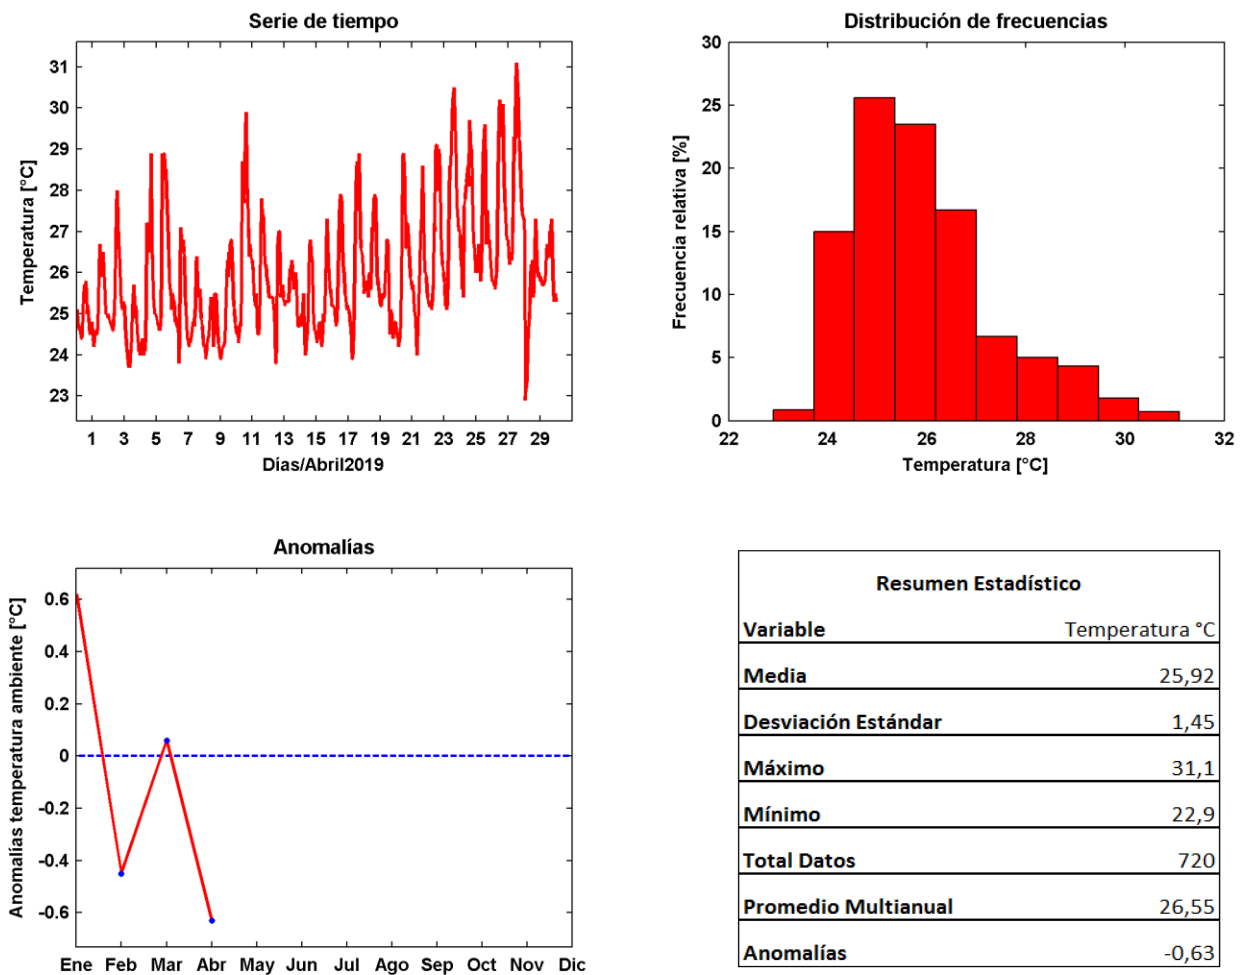 Serie de tiempo
Temperatura [°C]
31
30
29
28
27
26
25
24
23
1 3 5 7 9 11 13 15 17 19 21 23 25 27 29
Días/Abril2019
Distribución de frecuencias
Frecuencia relativa [%]
30
25
20
15
10
5
0
22 24 26 28 30 32
Temperatura [°C]
Anomalías
Anomalías temperatura ambiente [°C]
0.6
0.4
0.2
0
-0.2
-0.4
-0.6
Ene Feb Mar Abr May Jun Jul Ago Sep Oct Nov Dic
Resumen Estadístico
Variable Temperatura °C
Media 25,92
Desviación Estándar 1,45
Máximo 31,1
Mínimo 22,9
Total Datos 720
Promedio Multianual 26,55
Anomalías -0,63